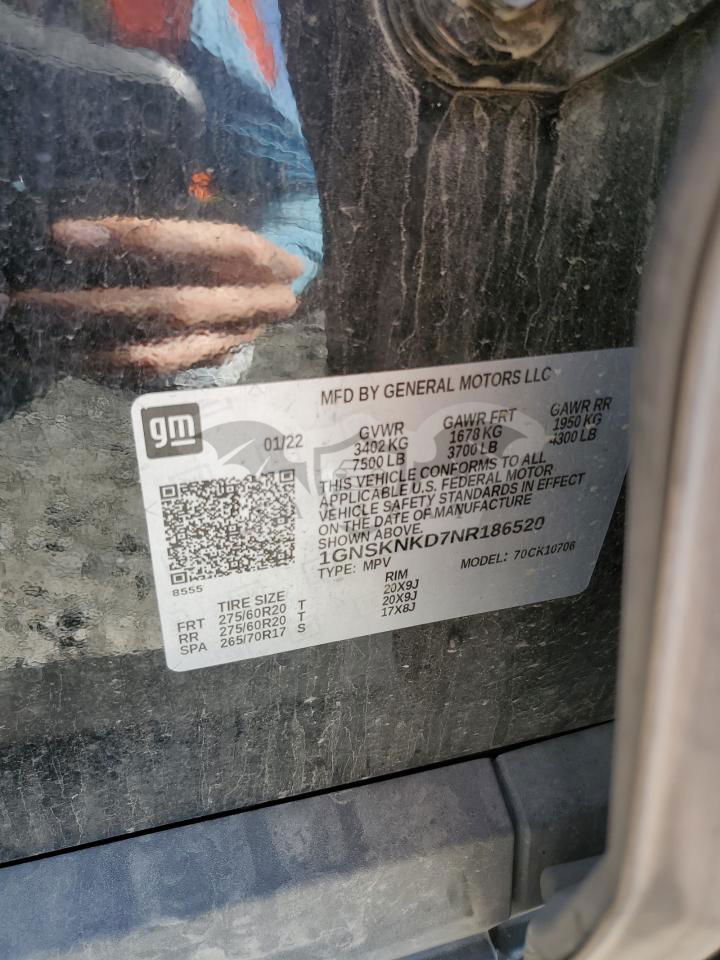 MFD BY GENERAL MOTORS LLC
gm
01/22
GVWR GAWR FRT GAWR RR
3402 KG 1678 KG 1950 KG
7500 LB 3700 LB 4300 LB
THIS VEHICLE CONFORMS TO ALL
APPLICABLE U.S. FEDERAL MOTOR
VEHICLE SAFETY STANDARDS IN EFFECT
ON THE DATE OF MANUFACTURE
SHOWN ABOVE.
1GNSKNKD7NR186520
TYPE: MPV MODEL: 70CK10706
8555
TIRE SIZE RIM
FRT 275/60R20 T 20X9J
RR 275/60R20 T 20X9J
SPA 265/70R17 S 17X8J